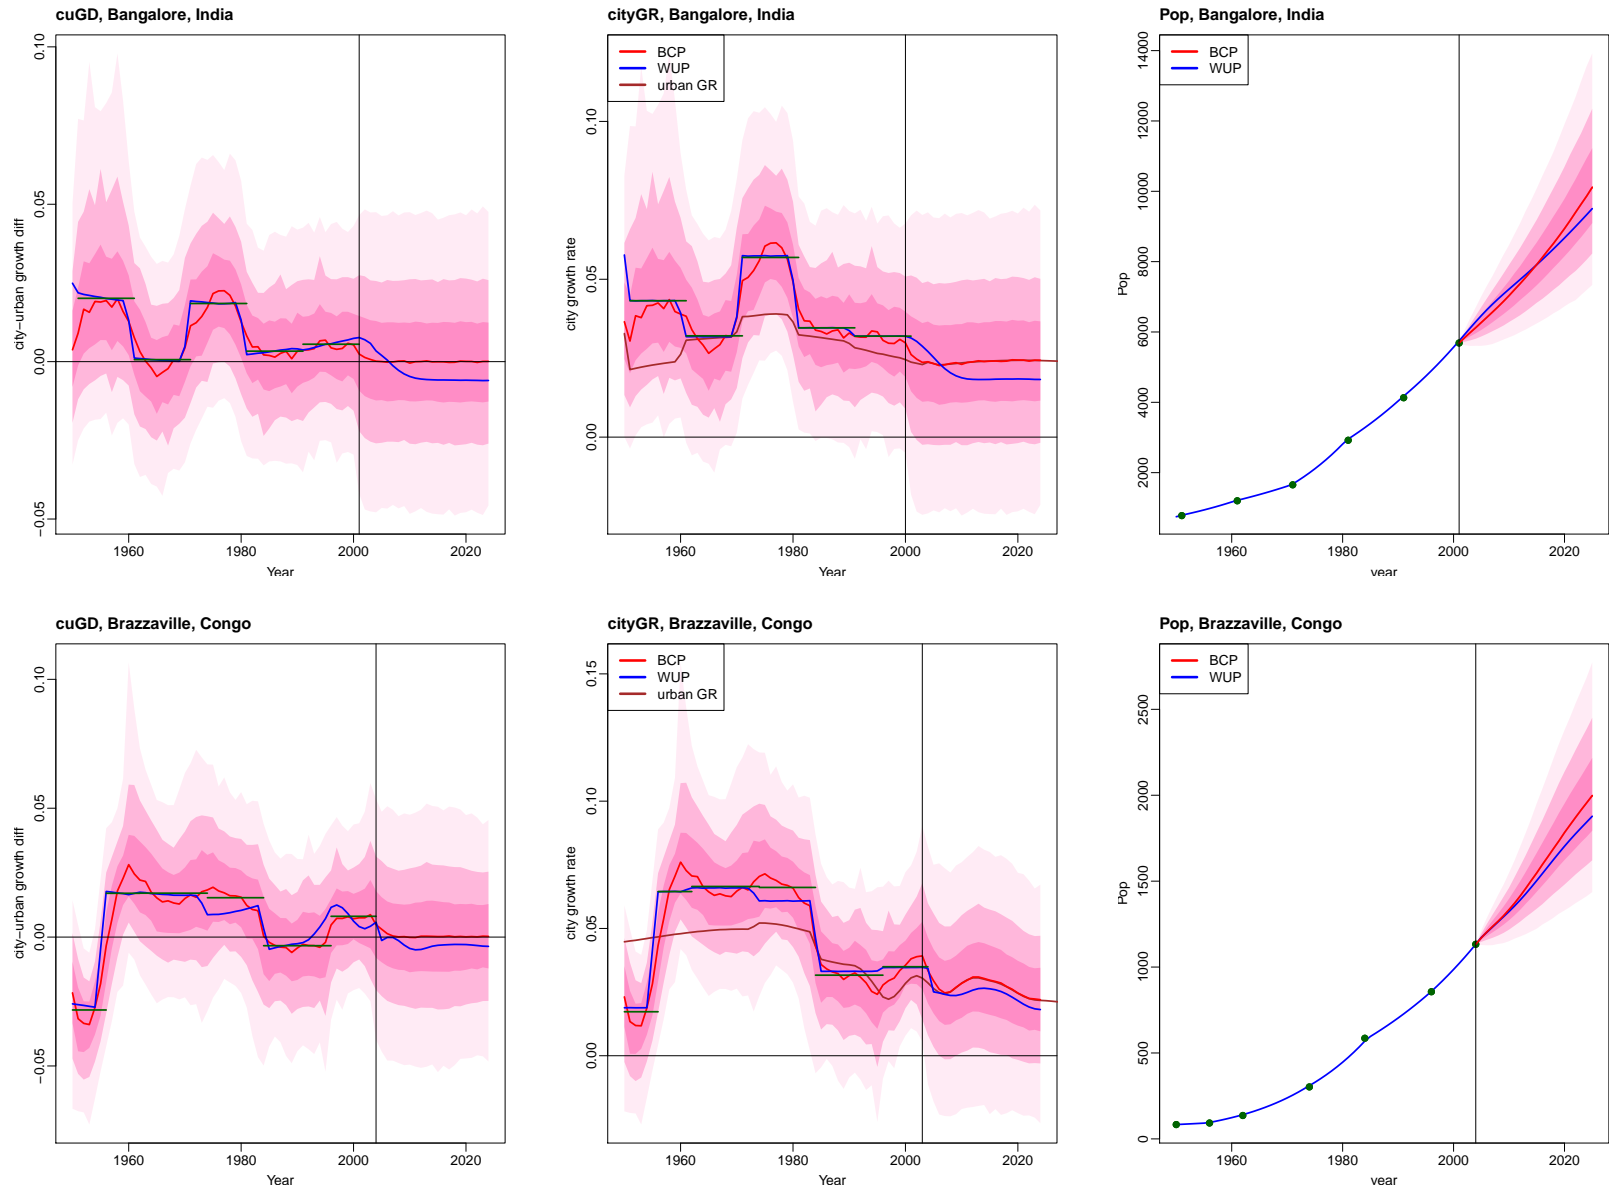 cuGD, Bangalore, India
city−urban growth diff
0.10
0.05
0.00
−0.05
1960 1980 2000 2020
Year
cityGR, Bangalore, India
BCP
WUP
urban GR
city growth rate
0.10
0.05
0.00
1960 1980 2000 2020
Year
Pop, Bangalore, India
BCP
WUP
Pop
14000
12000
10000
8000
6000
4000
2000
1960 1980 2000 2020
year
cuGD, Brazzaville, Congo
city−urban growth diff
0.10
0.05
0.00
−0.05
1960 1980 2000 2020
Year
cityGR, Brazzaville, Congo
BCP
WUP
urban GR
city growth rate
0.15
0.10
0.05
0.00
1960 1980 2000 2020
Year
Pop, Brazzaville, Congo
BCP
WUP
Pop
2500
2000
1500
1000
500
0
1960 1980 2000 2020
year